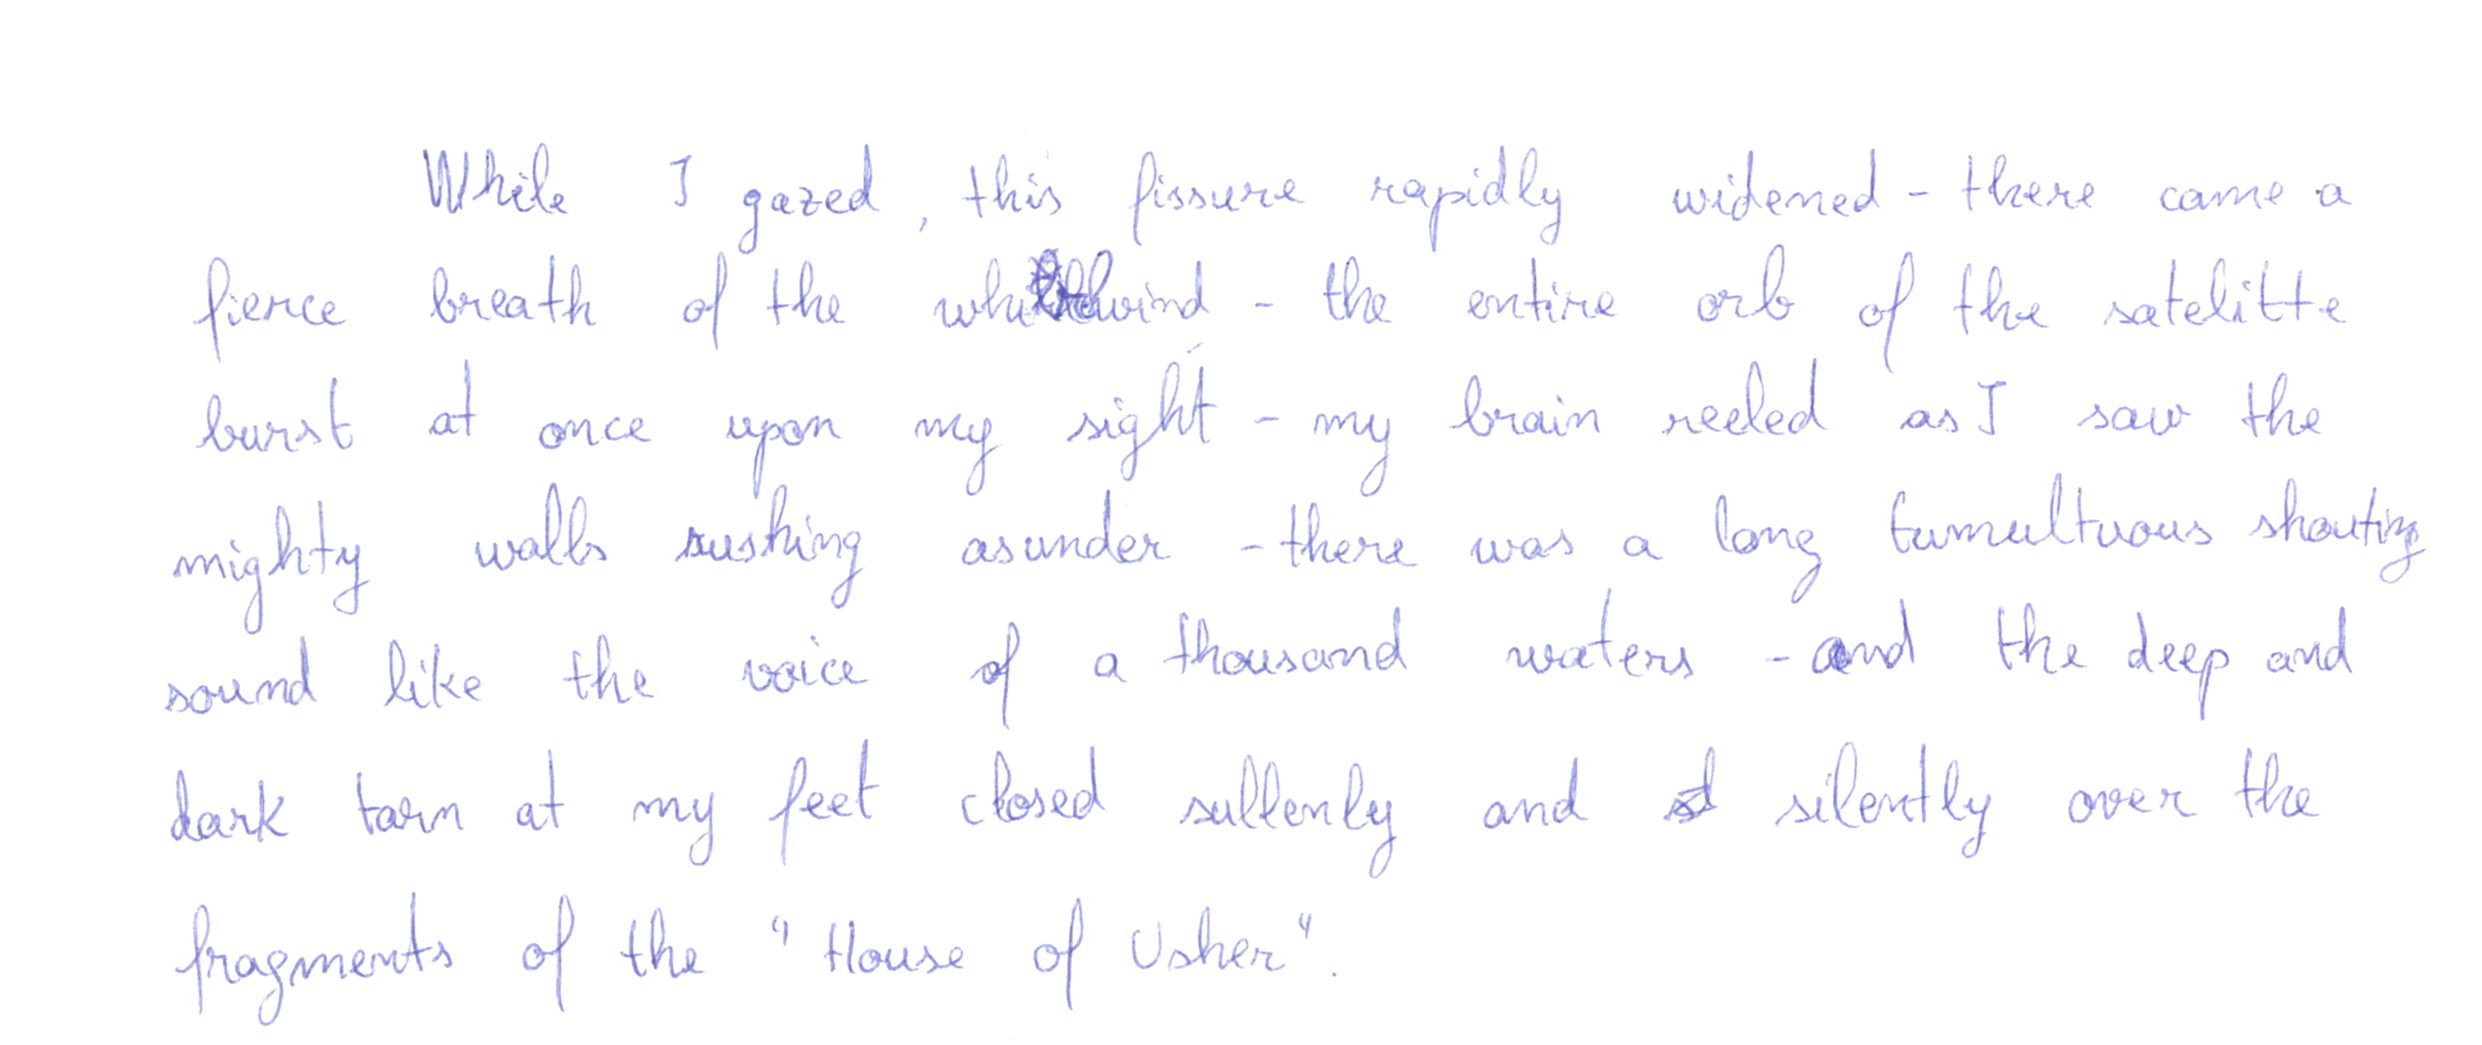 While I gazed, this fissure rapidly widened - there came a
fierce breath of the whirlwind - the entire orb of the satelitte
burst at once upon my sight - my brain reeled as I saw the
mighty walls rushing asunder - there was a long tumultuous shouting
sound like the voice of a thousand waters - and the deep and
dark tarn at my feet closed sullenly and silently over the
fragments of the "House of Usher".